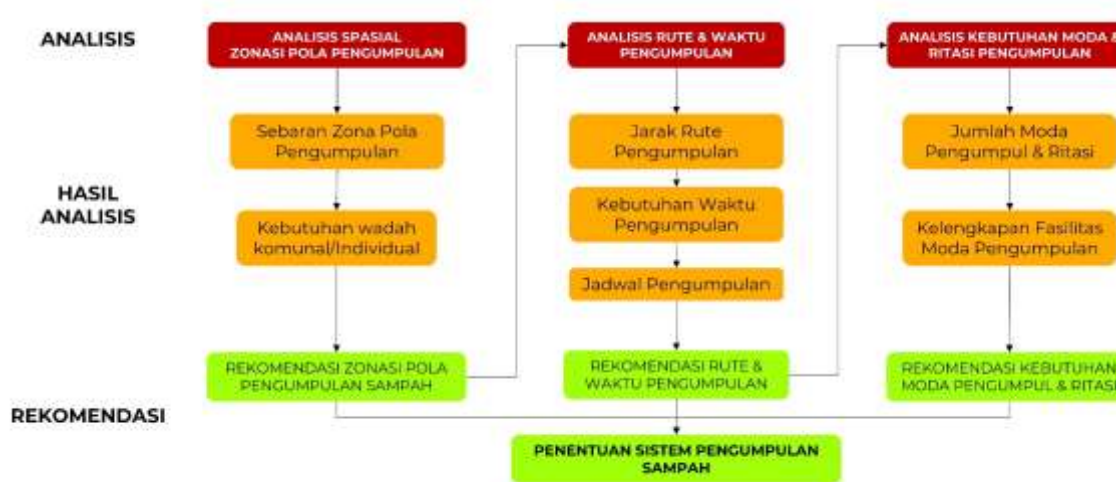 ANALISIS
ANALISIS SPASIAL
ZONASI POLA PENGUMPULAN
ANALISIS RUTE & WAKTU
PENGUMPULAN
ANALISIS KEBUTUHAN MODA &
RITASI PENGUMPULAN
HASIL
ANALISIS
Sebaran Zona Pola
Pengumpulan
Kebutuhan wadah
komunal/Individual
Jarak Rute
Pengumpulan
Kebutuhan Waktu
Pengumpulan
Jadwal Pengumpulan
Jumlah Moda
Pengumpul & Ritasi
Kelengkapan Fasilitas
Moda Pengumpulan
REKOMENDASI
REKOMENDASI ZONASI POLA
PENGUMPULAN SAMPAH
REKOMENDASI RUTE &
WAKTU PENGUMPULAN
REKOMENDASI KEBUTUHAN
MODA PENGUMPUL & RITASI
PENENTUAN SISTEM PENGUMPULAN
SAMPAH